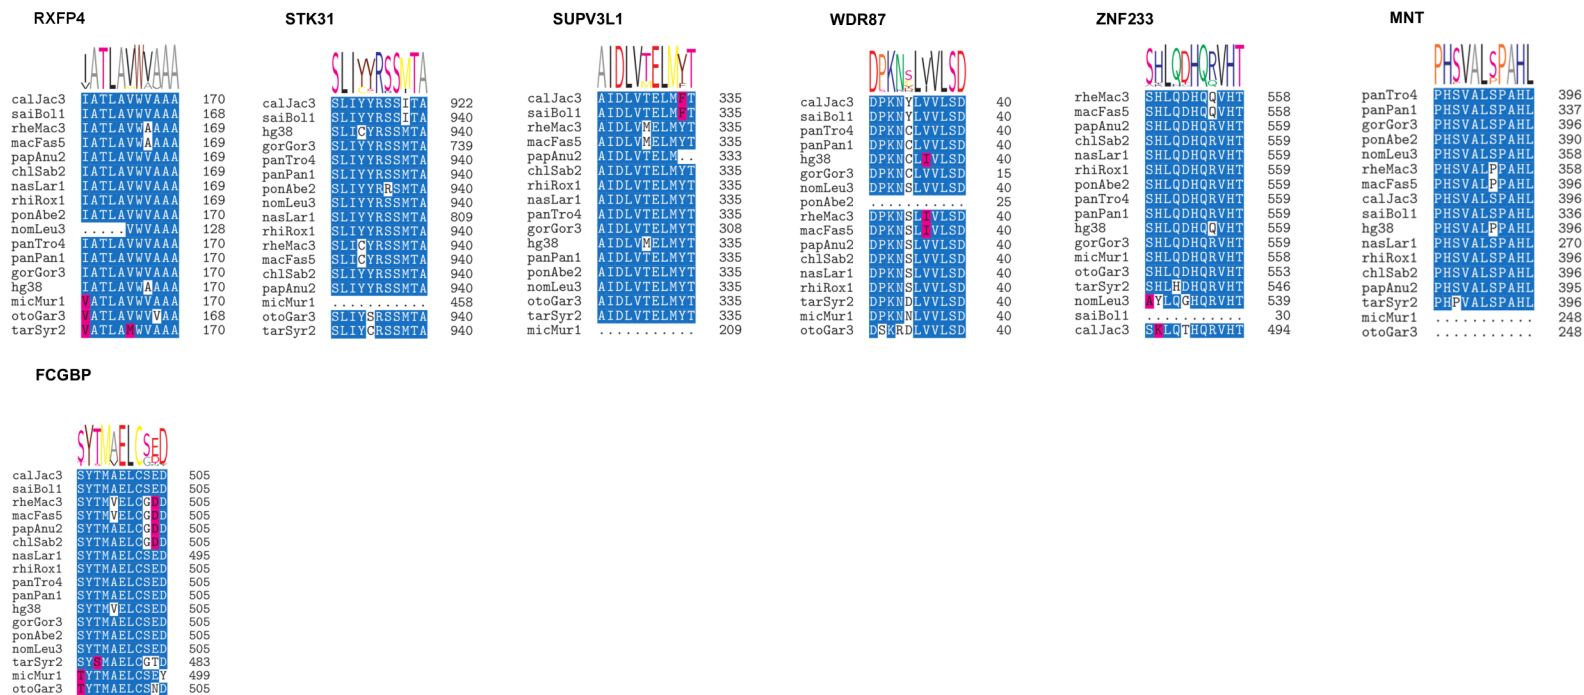 RXFP4
IATLAVWVAAA
calJac3 IATLAVWVAAA 170
saiBol1 IATLAVWVAAA 168
rheMac3 IATLAVWAAAA 169
macFas5 IATLAVWAAAA 169
papAnu2 IATLAVWVAAA 169
chlSab2 IATLAVWVAAA 169
nasLar1 IATLAVWVAAA 169
rhiRox1 IATLAVWVAAA 169
ponAbe2 IATLAVWVAAA 170
nomLeu3 .....VWVAAA 128
panTro4 IATLAVWVAAA 170
panPan1 IATLAVWVAAA 170
gorGor3 IATLAVWVAAA 170
hg38 IATLAVWAAAA 170
micMur1 VATLAVWVAAA 170
otoGar3 VATLAVWVVAA 168
tarSyr2 VATLAMWVAAA 170
STK31
SLIYYRSSMTA
calJac3 SLIYYRSSITA 922
saiBol1 SLIYYRSSITA 940
hg38 SLICYRSSMTA 940
gorGor3 SLIYYRSSMTA 739
panTro4 SLIYYRSSMTA 940
panPan1 SLIYYRSSMTA 940
ponAbe2 SLIYYRRSMTA 940
nomLeu3 SLIYYRSSMTA 940
nasLar1 SLIYYRSSMTA 809
rhiRox1 SLIYYRSSMTA 940
rheMac3 SLICYRSSMTA 940
macFas5 SLICYRSSMTA 940
chlSab2 SLIYYRSSMTA 940
papAnu2 SLIYYRSSMTA 940
micMur1 ........... 458
otoGar3 SLIYSRSSMTA 940
tarSyr2 SLIYCRSSMTA 940
SUPV3L1
AIDLVTELMYT
calJac3 AIDLVTELMFT 335
saiBol1 AIDLVTELMFT 335
rheMac3 AIDLVMELMYT 335
macFas5 AIDLVMELMYT 335
papAnu2 AIDLVTELM.. 333
chlSab2 AIDLVTELMYT 335
rhiRox1 AIDLVTELMYT 335
nasLar1 AIDLVTELMYT 335
panTro4 AIDLVTELMYT 335
gorGor3 AIDLVTELMYT 308
hg38 AIDLVMELMYT 335
panPan1 AIDLVTELMYT 335
ponAbe2 AIDLVTELMYT 335
nomLeu3 AIDLVTELMYT 335
otoGar3 AIDLVTELMYT 335
tarSyr2 AIDLVTELMYT 335
micMur1 ........... 209
WDR87
DPKNSLVVLSD
calJac3 DPKNYLVVLSD 40
saiBol1 DPKNYLVVLSD 40
panTro4 DPKNCLVVLSD 40
panPan1 DPKNCLVVLSD 40
hg38 DPKNCLIVLSD 40
gorGor3 DPKNCLVVLSD 15
nomLeu3 DPKNSLVVLSD 40
ponAbe2 ........... 25
rheMac3 DPKNSLIVLSD 40
macFas5 DPKNSLIVLSD 40
papAnu2 DPKNSLVVLSD 40
chlSab2 DPKNSLVVLSD 40
nasLar1 DPKNSLVVLSD 40
rhiRox1 DPKNSLVVLSD 40
tarSyr2 DPKNDLVVLSD 40
micMur1 DPKNNLVVLSD 40
otoGar3 DSKRDLVVLSD 40
ZNF233
SHLQDHQRVHT
rheMac3 SHLQDHQQVHT 558
macFas5 SHLQDHQQVHT 558
papAnu2 SHLQDHQRVHT 559
chlSab2 SHLQDHQRVHT 559
nasLar1 SHLQDHQRVHT 559
rhiRox1 SHLQDHQRVHT 559
ponAbe2 SHLQDHQRVHT 559
panTro4 SHLQDHQRVHT 559
panPan1 SHLQDHQRVHT 559
hg38 SHLQDHQQVHT 559
gorGor3 SHLQDHQRVHT 559
micMur1 SHLQDHQRVHT 558
otoGar3 SHLQDHQRVHT 553
tarSyr2 SHLHDHQRVHT 546
nomLeu3 AYLQGHQRVHT 539
saiBol1 ........... 30
calJac3 SKLQTHQRVHT 494
MNT
PHSVALSPAHL
panTro4 PHSVALSPAHL 396
panPan1 PHSVALSPAHL 337
gorGor3 PHSVALSPAHL 396
ponAbe2 PHSVALSPAHL 390
nomLeu3 PHSVALSPAHL 358
rheMac3 PHSVALPPAHL 358
macFas5 PHSVALPPAHL 396
calJac3 PHSVALSPAHL 396
saiBol1 PHSVALSPAHL 336
hg38 PHSVALPPAHL 396
nasLar1 PHSVALSPAHL 270
rhiRox1 PHSVALSPAHL 396
chlSab2 PHSVALSPAHL 396
papAnu2 PHSVALSPAHL 395
tarSyr2 PHPVALSPAHL 396
micMur1 ........... 248
otoGar3 ........... 248
FCGBP
SYTMAELCSED
calJac3 SYTMAELCSED 505
saiBol1 SYTMAELCSED 505
rheMac3 SYTMVELCGDD 505
macFas5 SYTMVELCGDD 505
papAnu2 SYTMAELCGDD 505
chlSab2 SYTMAELCGDD 505
nasLar1 SYTMAELCSED 495
rhiRox1 SYTMAELCSED 505
panTro4 SYTMAELCSED 505
panPan1 SYTMAELCSED 505
hg38 SYTMVELCSED 505
gorGor3 SYTMAELCSED 505
ponAbe2 SYTMAELCSED 505
nomLeu3 SYTMAELCSED 505
tarSyr2 SYSMAELCGTD 483
micMur1 TYTMAELCSEY 499
otoGar3 TYTMAELCSND 505